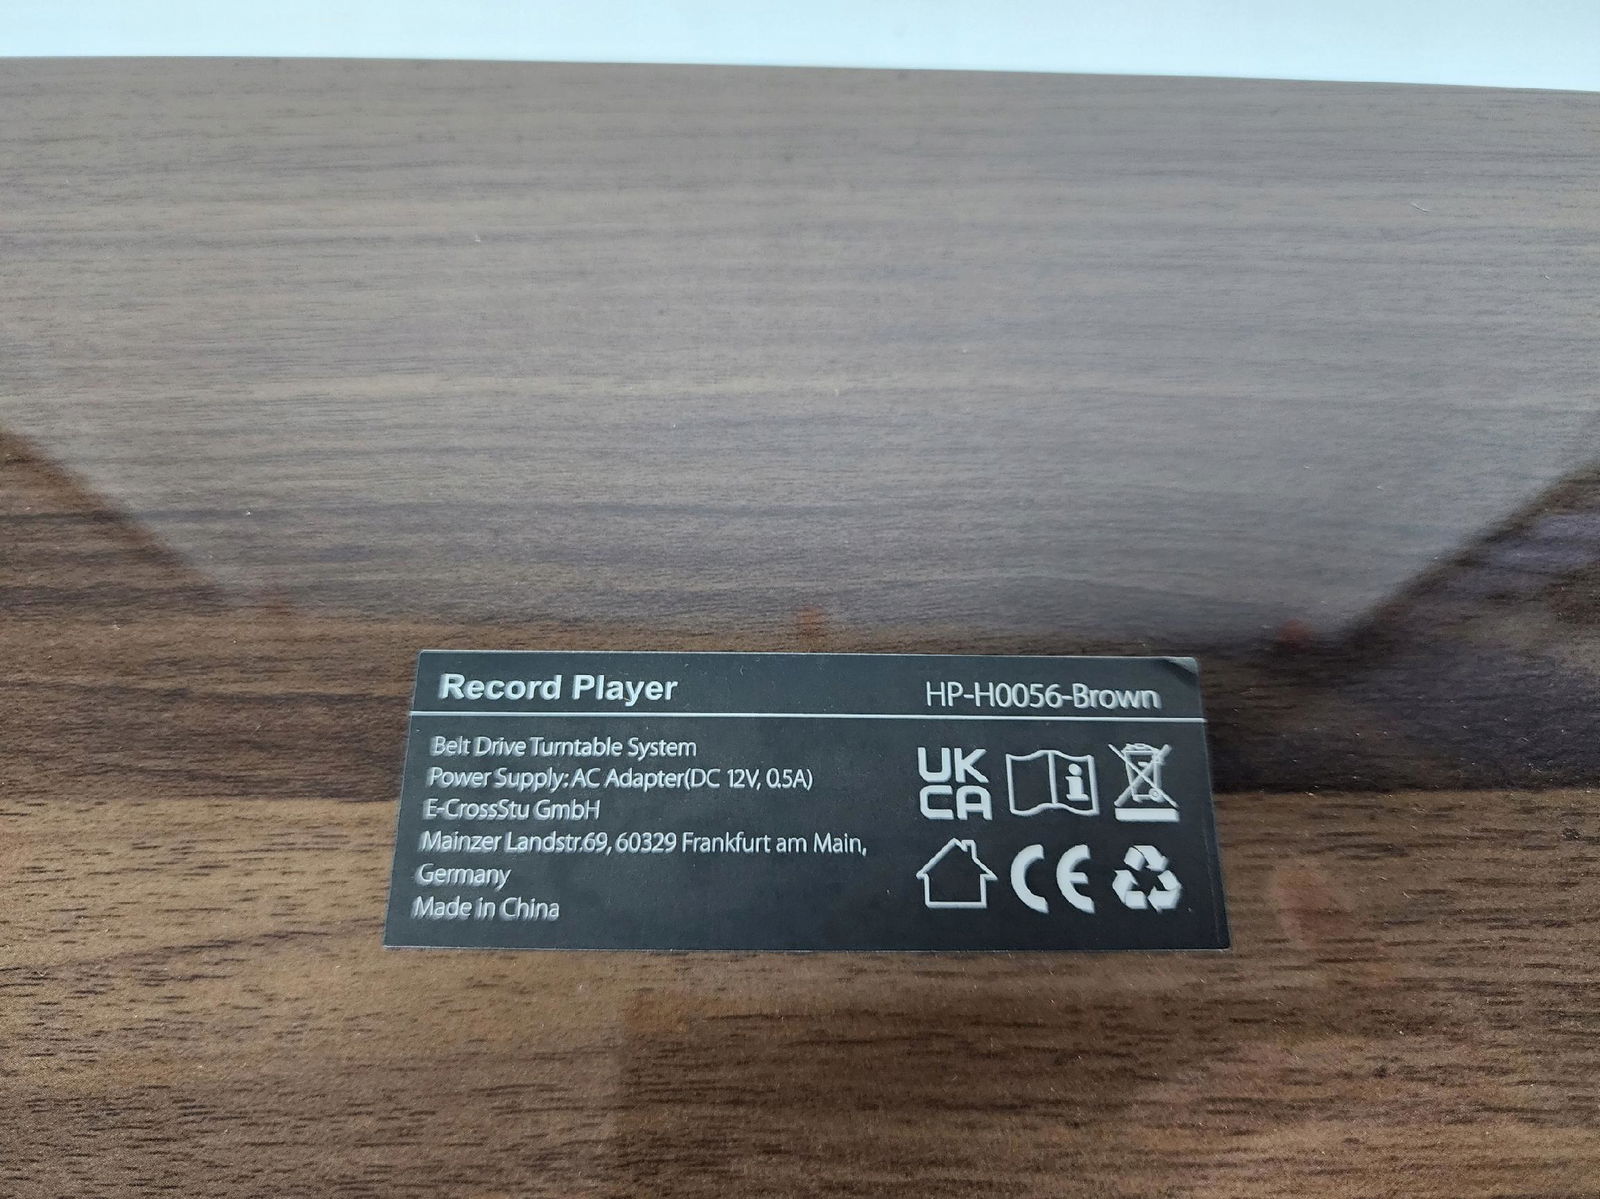 Record Player
HP-H0056-Brown
Belt Drive Turntable System
Power Supply: AC Adapter(DC 12V, 0.5A)
E-CrossStu GmbH
Mainzer Landstr.69, 60329 Frankfurt am Main,
Germany
Made in China
UK
CA
i
CE